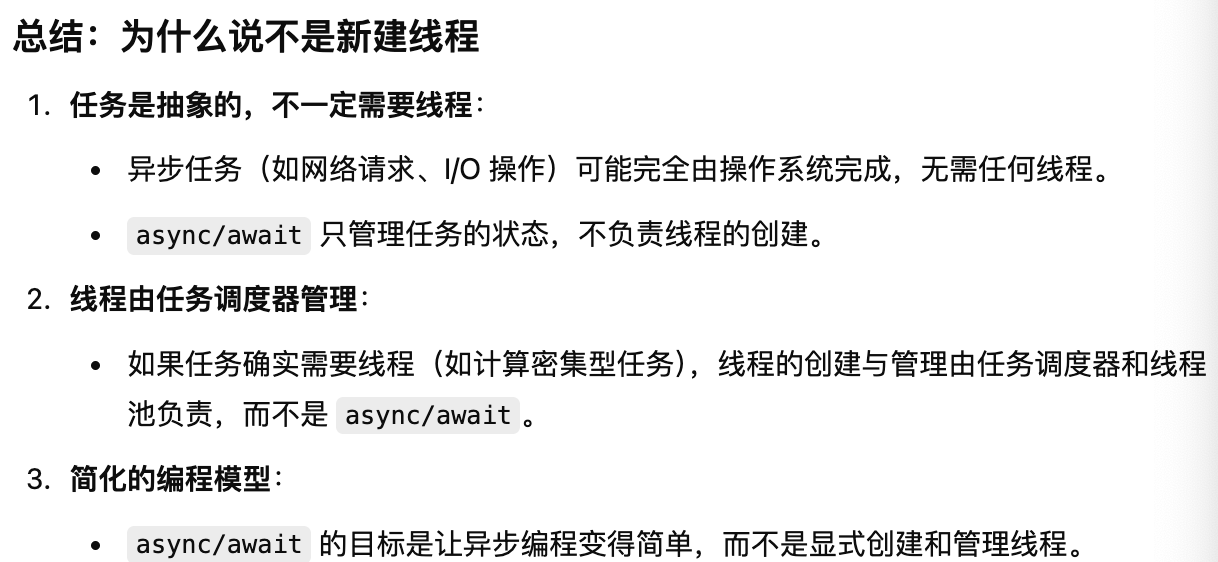 总结：为什么说不是新建线程
1. 任务是抽象的，不一定需要线程：
• 异步任务（如网络请求、I/O 操作）可能完全由操作系统完成，无需任何线程。
• async/await 只管理任务的状态，不负责线程的创建。
2. 线程由任务调度器管理：
• 如果任务确实需要线程（如计算密集型任务），线程的创建与管理由任务调度器和线程
池负责，而不是 async/await 。
3. 简化的编程模型：
• async/await 的目标是让异步编程变得简单，而不是显式创建和管理线程。